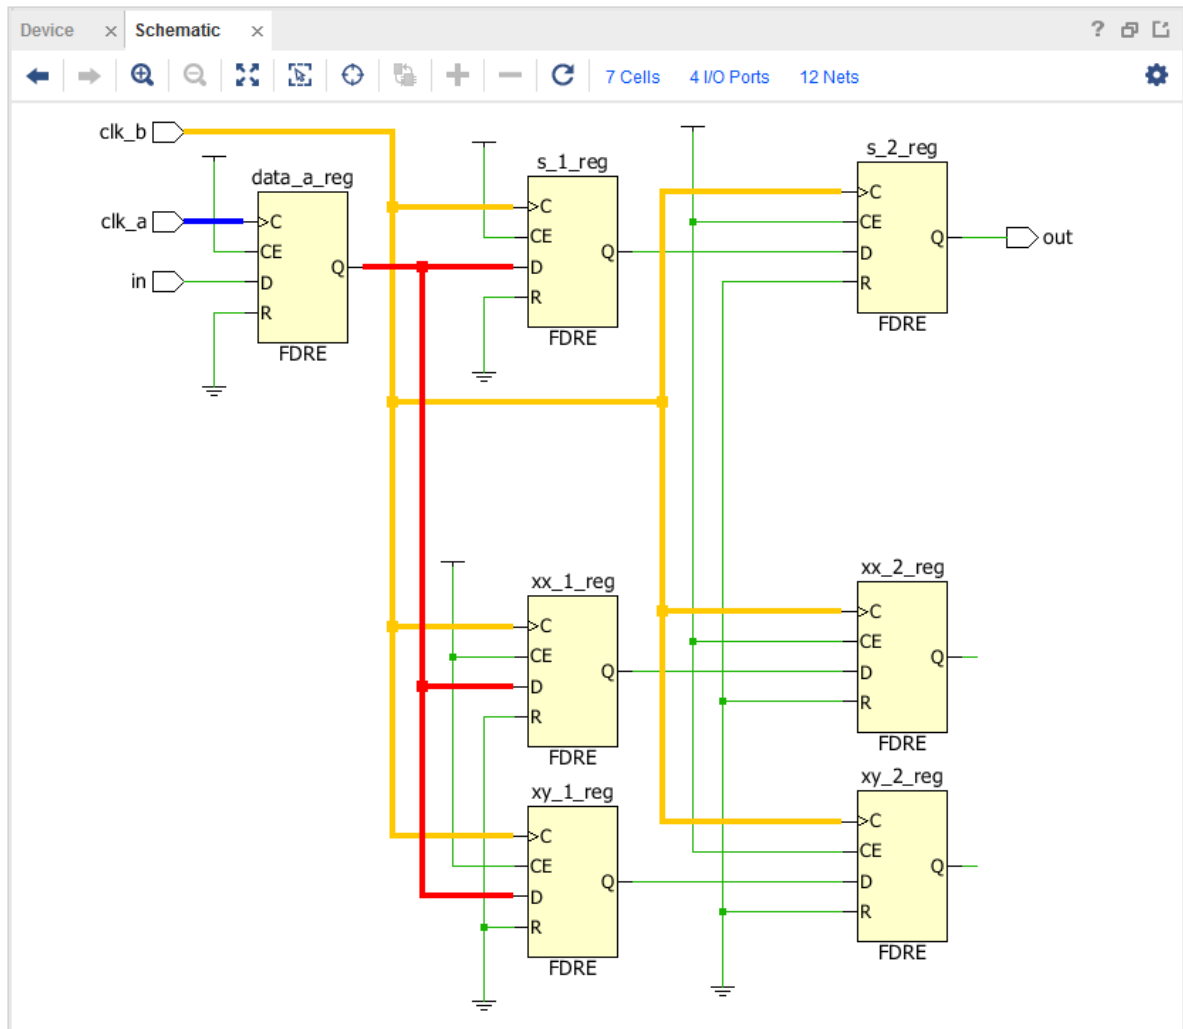 Device × Schematic × ?
7 Cells 4 I/O Ports 12 Nets
clk_b
clk_a
in
data_a_reg
C
CE
D
R
Q
FDRE
s_1_reg
C
CE
D
R
Q
FDRE
s_2_reg
C
CE
D
R
Q
FDRE
out
xx_1_reg
C
CE
D
R
Q
FDRE
xx_2_reg
C
CE
D
R
Q
FDRE
xy_1_reg
C
CE
D
R
Q
FDRE
xy_2_reg
C
CE
D
R
Q
FDRE